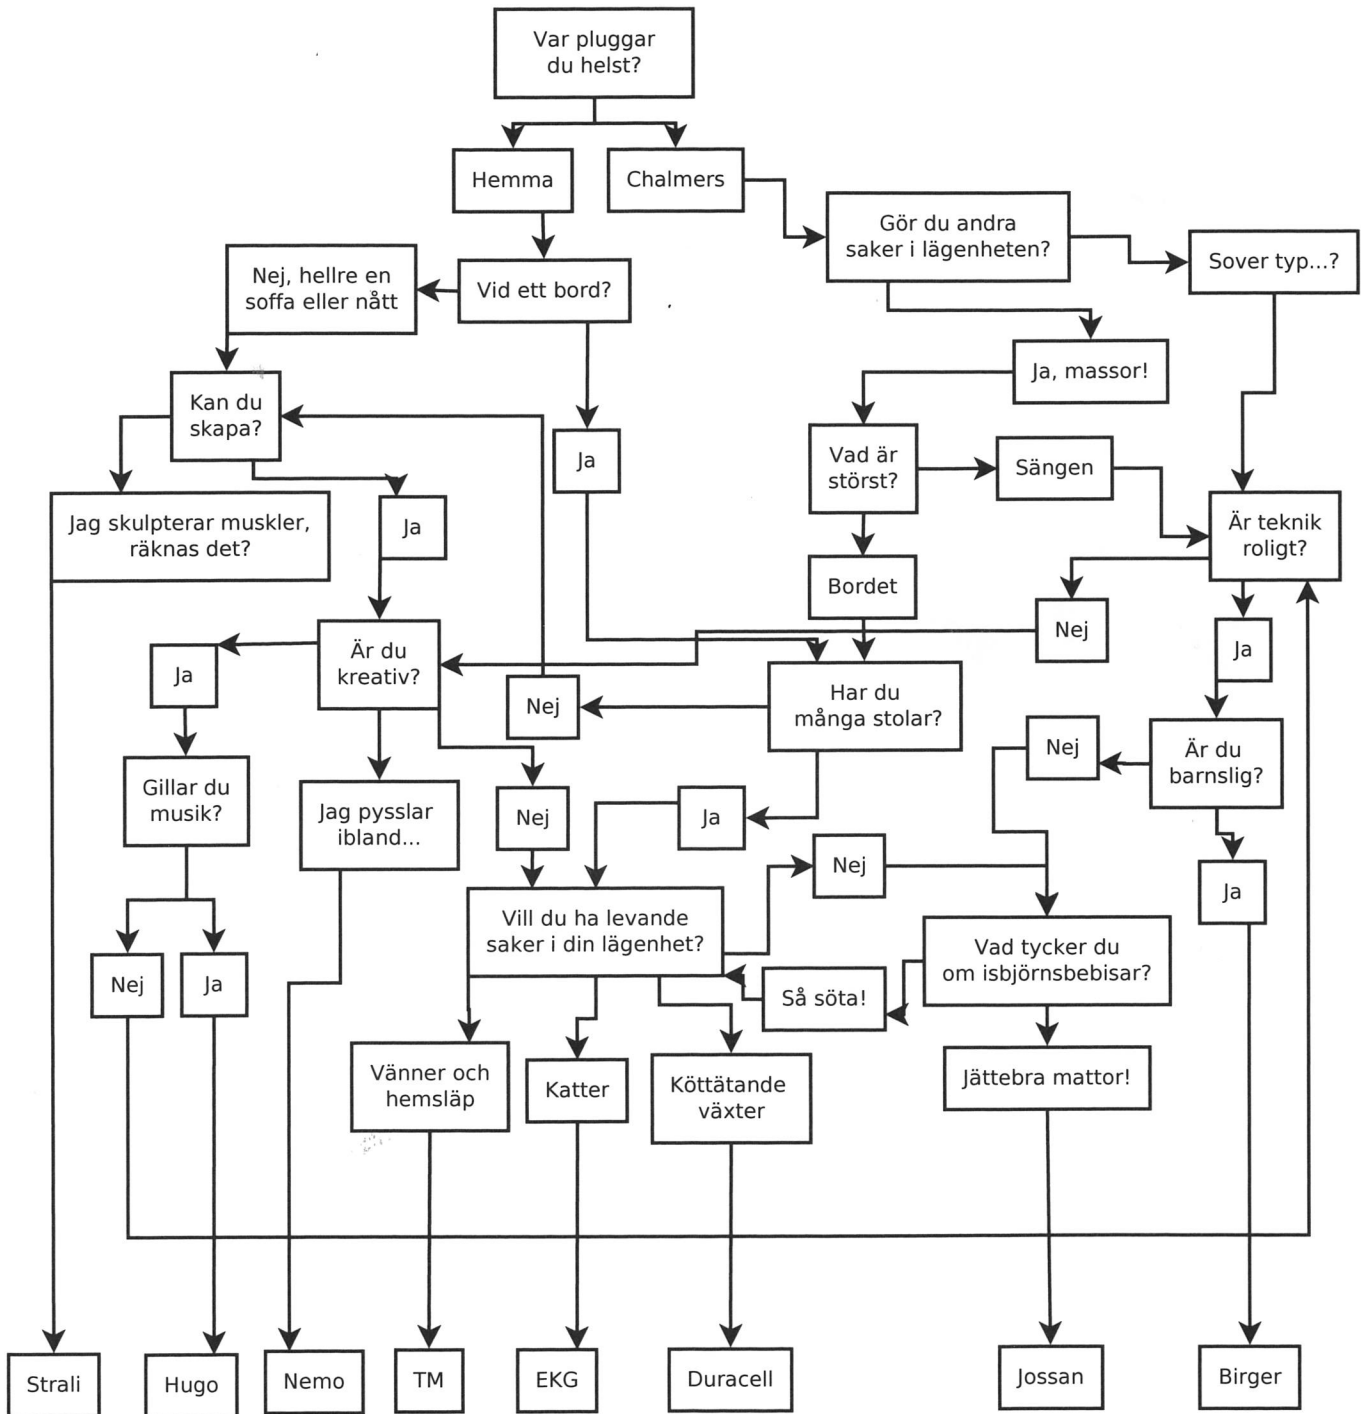 Var pluggar
du helst?
Hemma
Chalmers
Gör du andra
saker i lägenheten?
Sover typ...?
Nej, hellre en
soffa eller nått
Vid ett bord?
Ja, massor!
Kan du
skapa?
Ja
Vad är
störst?
Sängen
Jag skulpterar muskler,
räknas det?
Ja
Är teknik
roligt?
Bordet
Nej
Ja
Är du
kreativ?
Ja
Nej
Har du
många stolar?
Nej
Är du
barnslig?
Gillar du
musik?
Jag pysslar
ibland...
Nej
Ja
Nej
Ja
Vill du ha levande
saker i din lägenhet?
Vad tycker du
om isbjörnsbebisar?
Nej
Ja
Så söta!
Vänner och
hemsläp
Katter
Köttätande
växter
Jättebra mattor!
Strali
Hugo
Nemo
TM
EKG
Duracell
Jossan
Birger